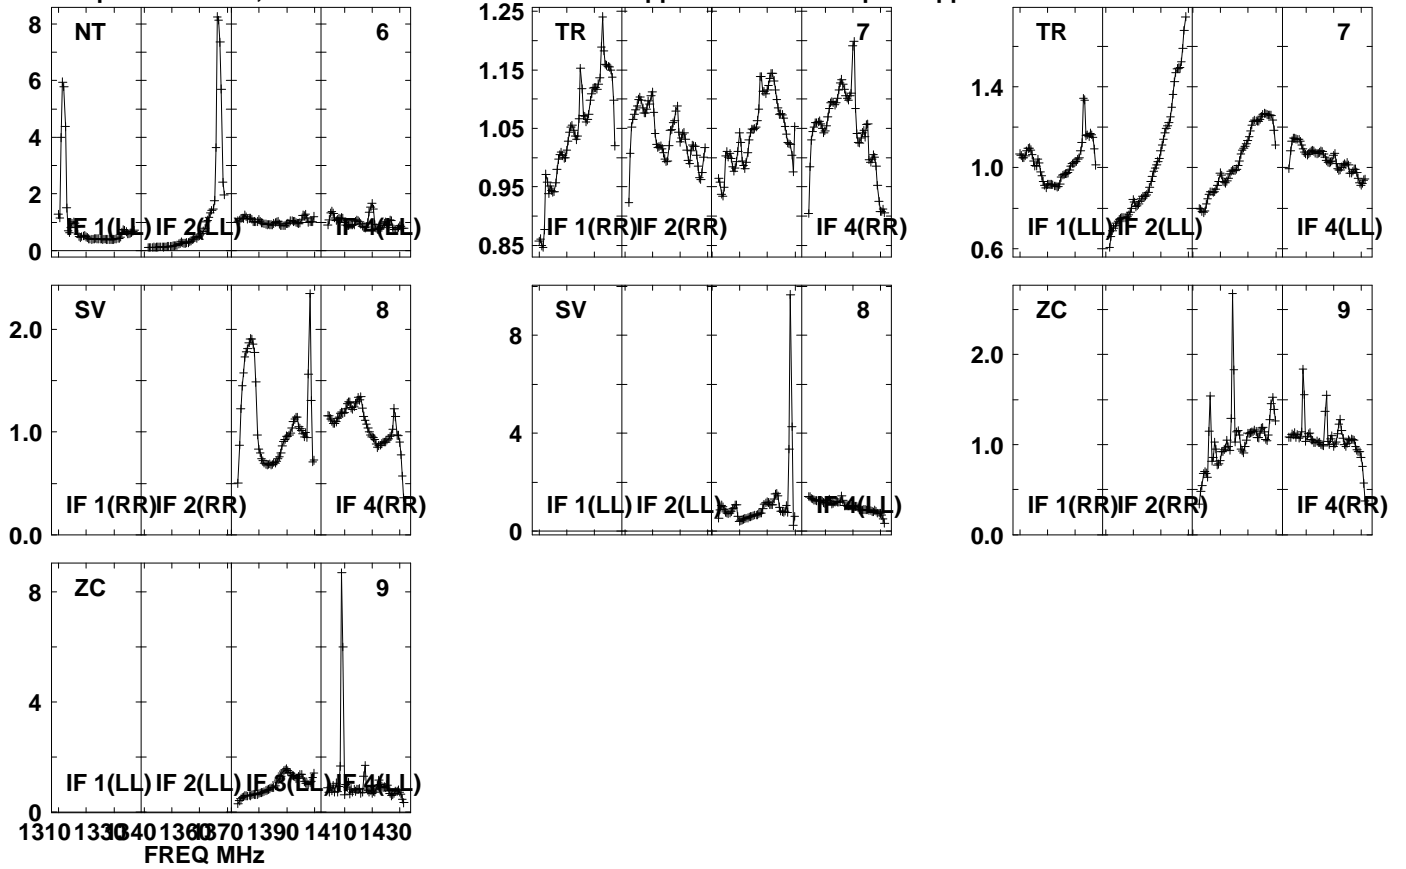 NT 6
8
6
4
2
0
IF 1(LL) IF 2(LL) IF 4(LL)
TR 7
1.25
1.15
1.05
0.95
0.85
IF 1(RR) IF 2(RR) IF 4(RR)
TR 7
1.4
1.0
0.6
IF 1(LL) IF 2(LL) IF 4(LL)
SV 8
2.0
1.0
0.0
IF 1(RR) IF 2(RR) IF 4(RR)
SV 8
8
4
0
IF 1(LL) IF 2(LL) IF 4(LL)
ZC 9
2.0
1.0
0.0
IF 1(RR) IF 2(RR) IF 4(RR)
ZC 9
8
4
0
IF 1(LL) IF 2(LL) IF 3(LL) IF 4(LL)
1310 1330 1340 1360 1370 1390 1410 1430
FREQ MHz